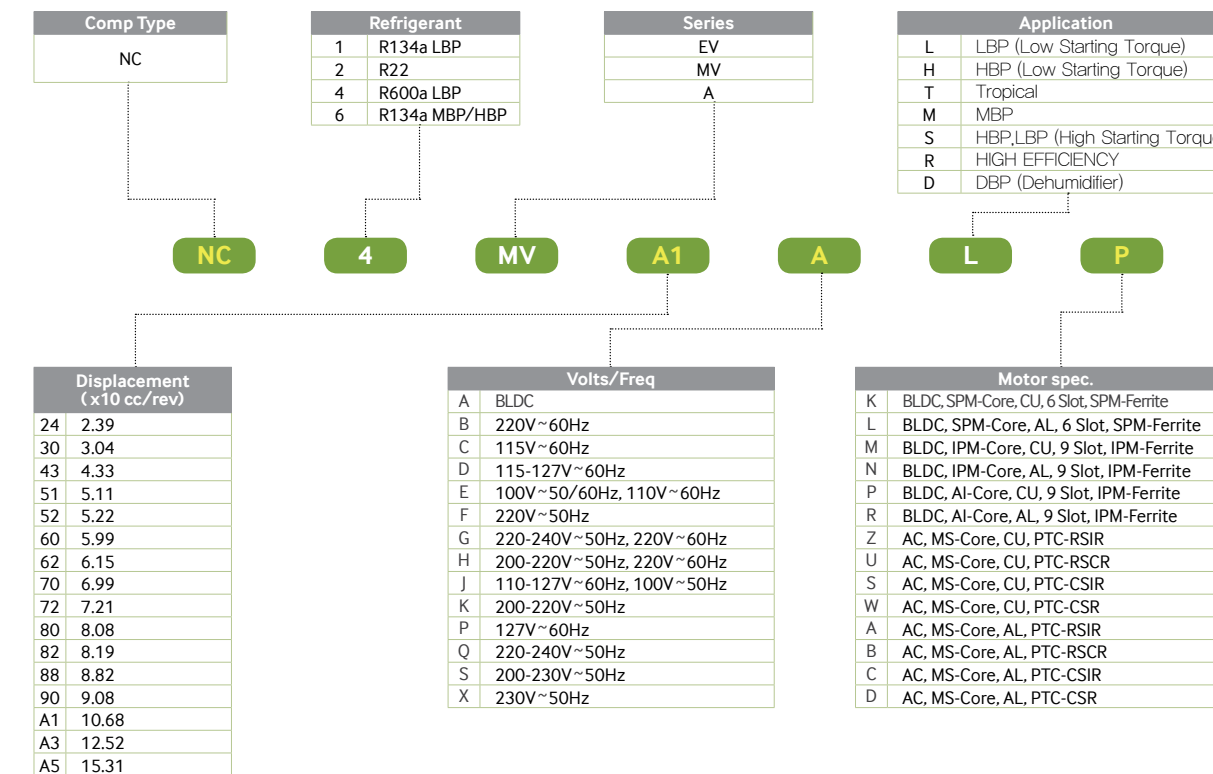 Comp Type
NC
Refrigerant
1 R134a LBP
2 R22
4 R600a LBP
6 R134a MBP/HBP
Series
EV
MV
A
Application
L LBP (Low Starting Torque)
H HBP (Low Starting Torque)
T Tropical
M MBP
S HBP,LBP (High Starting Torqu
R HIGH EFFICIENCY
D DBP (Dehumidifier)
NC 4 MV A1 A L P
Displacement
( x10 cc/rev)
24 2.39
30 3.04
43 4.33
51 5.11
52 5.22
60 5.99
62 6.15
70 6.99
72 7.21
80 8.08
82 8.19
88 8.82
90 9.08
A1 10.68
A3 12.52
A5 15.31
Volts/Freq
A BLDC
B 220V~60Hz
C 115V~60Hz
D 115-127V~60Hz
E 100V~50/60Hz, 110V~60Hz
F 220V~50Hz
G 220-240V~50Hz, 220V~60Hz
H 200-220V~50Hz, 220V~60Hz
J 110-127V~60Hz, 100V~50Hz
K 200-220V~50Hz
P 127V~60Hz
Q 220-240V~50Hz
S 200-230V~50Hz
X 230V~50Hz
Motor spec.
K BLDC, SPM-Core, CU, 6 Slot, SPM-Ferrite
L BLDC, SPM-Core, AL, 6 Slot, SPM-Ferrite
M BLDC, IPM-Core, CU, 9 Slot, IPM-Ferrite
N BLDC, IPM-Core, AL, 9 Slot, IPM-Ferrite
P BLDC, AI-Core, CU, 9 Slot, IPM-Ferrite
R BLDC, AI-Core, AL, 9 Slot, IPM-Ferrite
Z AC, MS-Core, CU, PTC-RSIR
U AC, MS-Core, CU, PTC-RSCR
S AC, MS-Core, CU, PTC-CSIR
W AC, MS-Core, CU, PTC-CSR
A AC, MS-Core, AL, PTC-RSIR
B AC, MS-Core, AL, PTC-RSCR
C AC, MS-Core, AL, PTC-CSIR
D AC, MS-Core, AL, PTC-CSR